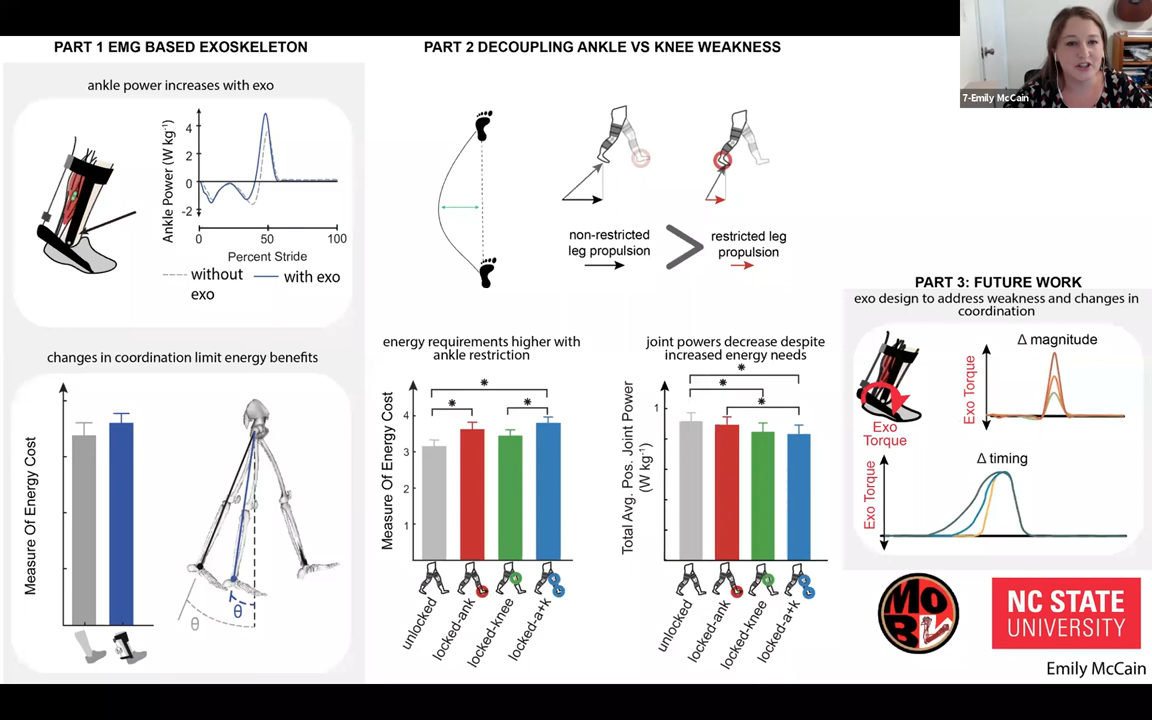 7-Emily McCain
PART 1 EMG BASED EXOSKELETON
ankle power increases with exo
Ankle Power (W kg-1)
4
2
0
-2
0
50
100
Percent Stride
without
exo
with exo
changes in coordination limit energy benefits
Measure Of Energy Cost
θ
θ
PART 2 DECOUPLING ANKLE VS KNEE WEAKNESS
non-restricted
leg propulsion
>
restricted leg
propulsion
energy requirements higher with
ankle restriction
*
*
*
Measure Of Energy Cost
4
3
2
1
unlocked
locked-ank
locked-knee
locked-a+k
joint powers decrease despite
increased energy needs
*
*
*
Total Avg. Pos. Joint Power
(W kg-1)
1
unlocked
locked-ank
locked-knee
locked-a+k
PART 3: FUTURE WORK
exo design to address weakness and changes in
coordination
Exo
Torque
Δ magnitude
Exo Torque
Δ timing
Exo Torque
MO
BL
NC STATE
UNIVERSITY
Emily McCain